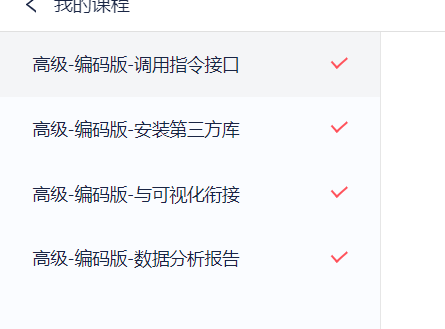 我的课程
高级-编码版-调用指令接口
高级-编码版-安装第三方库
高级-编码版-与可视化衔接
高级-编码版-数据分析报告